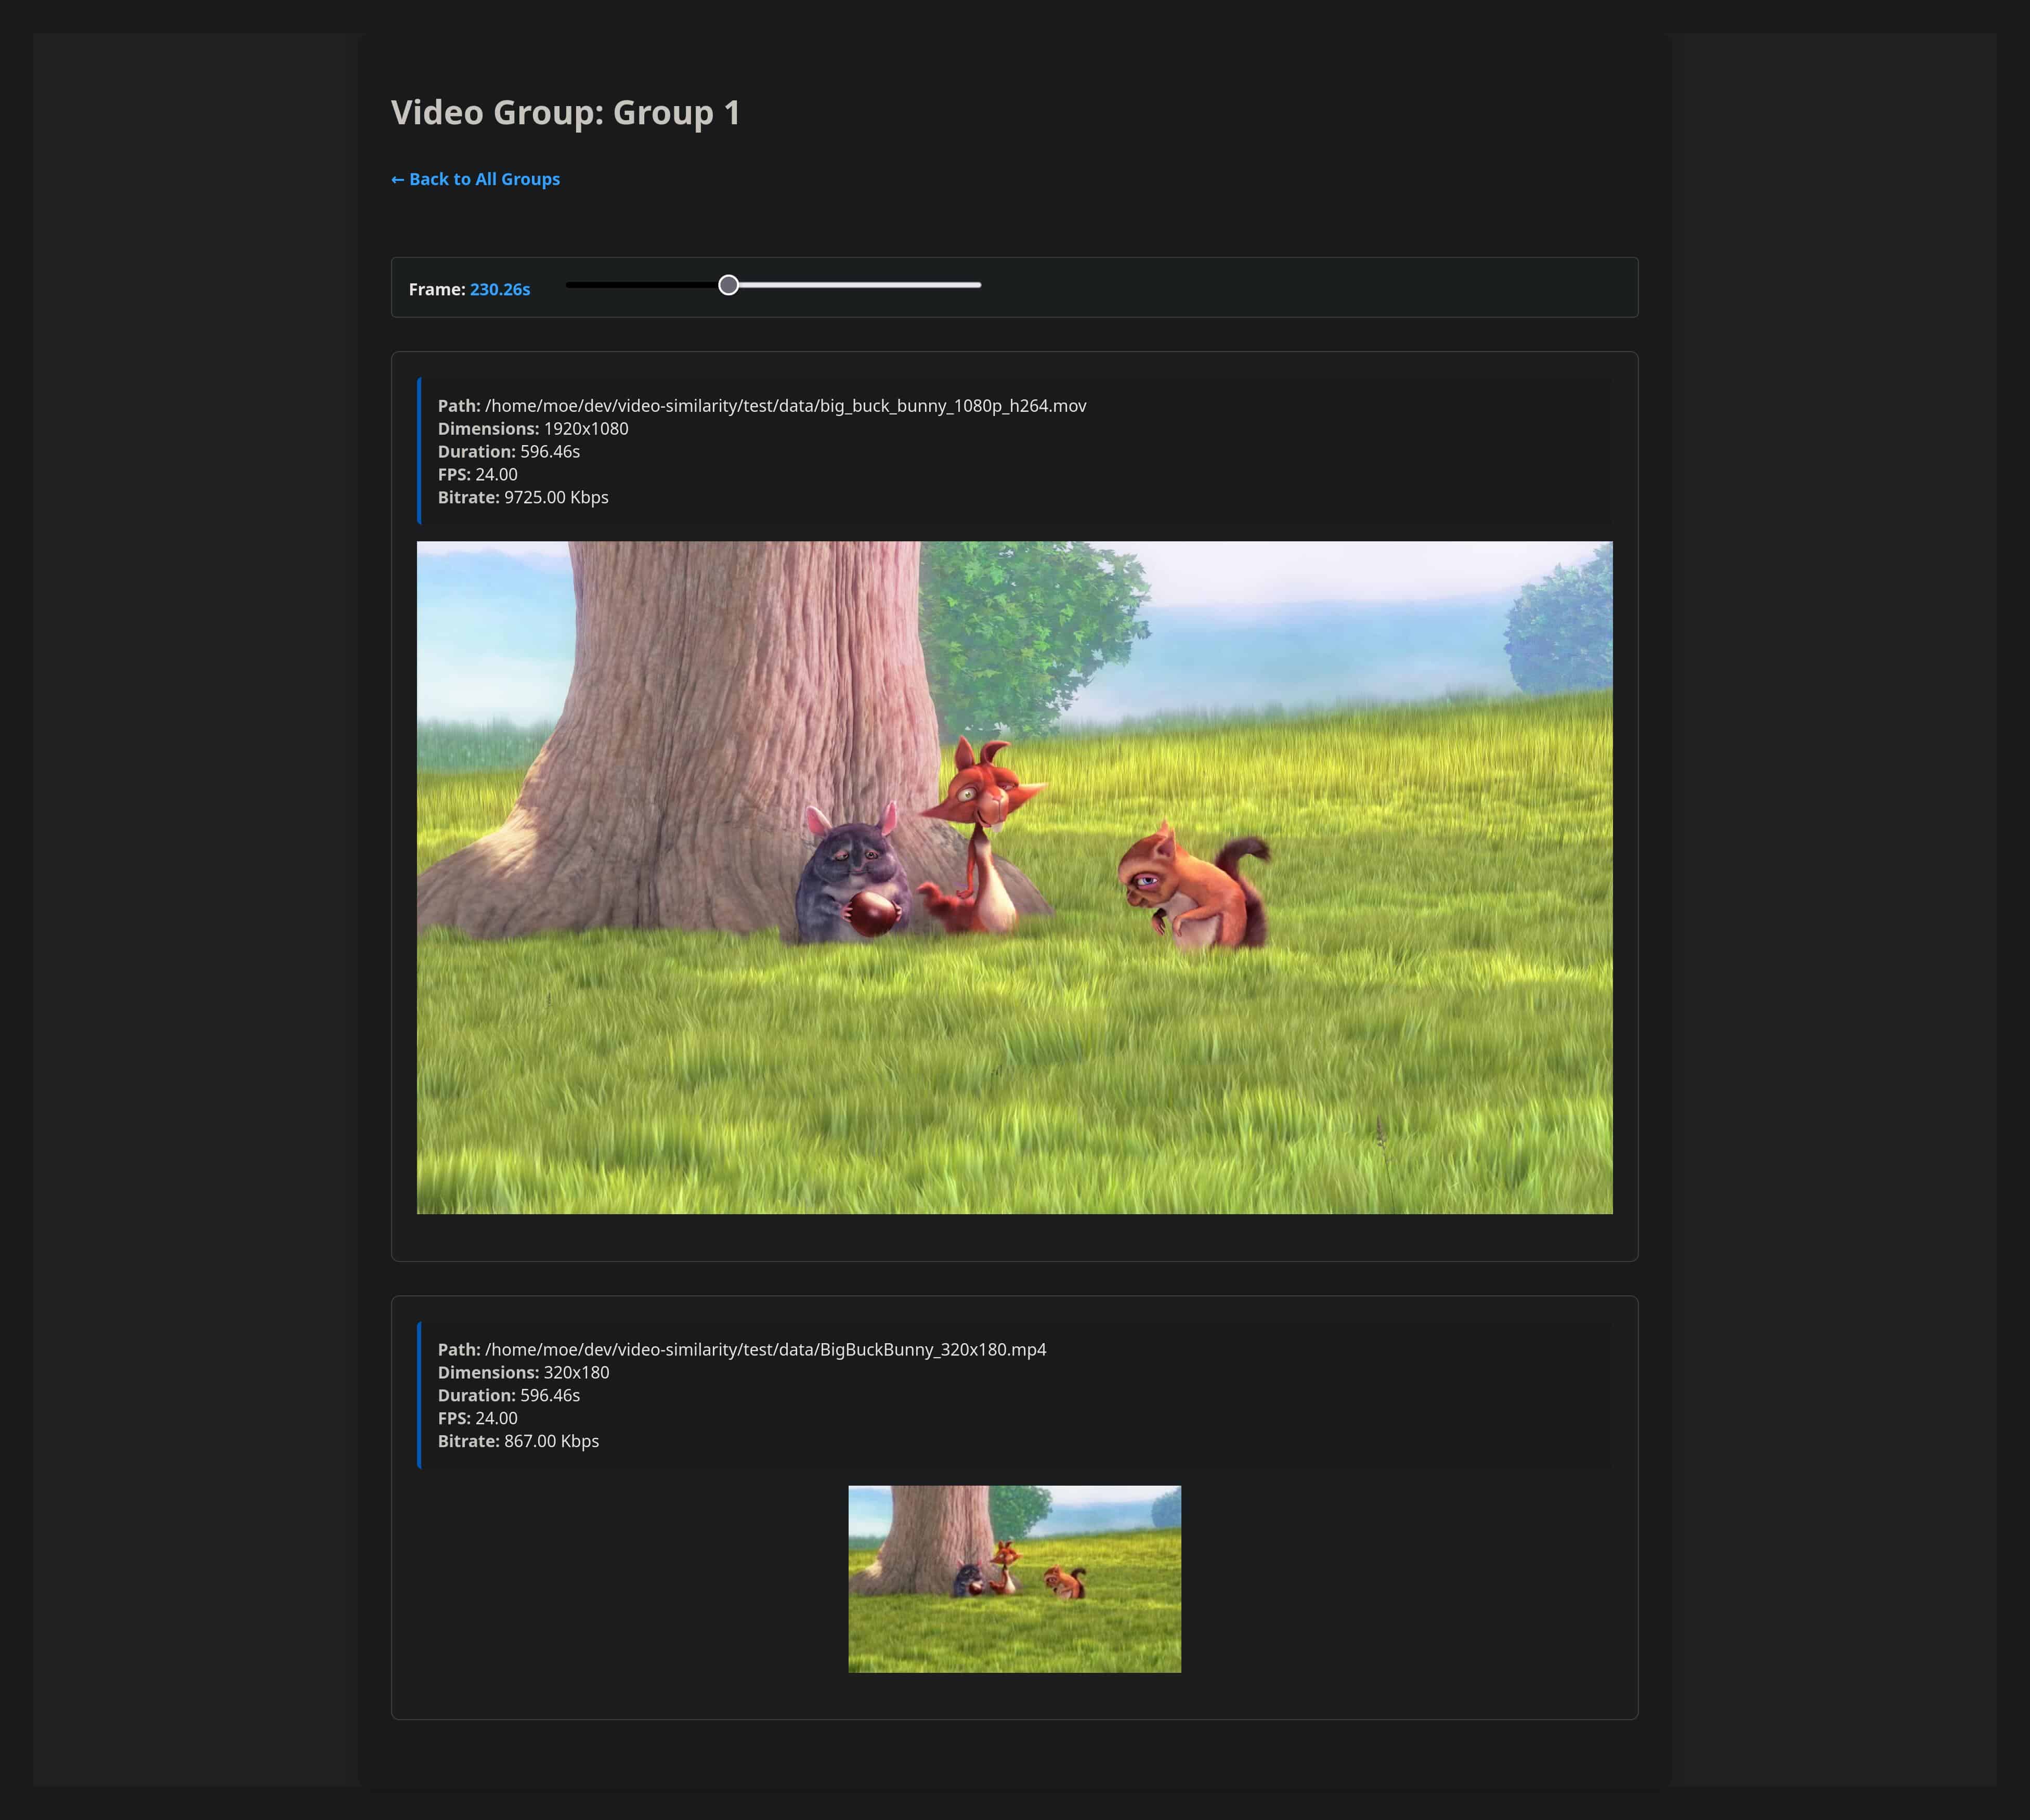 Video Group: Group 1
← Back to All Groups
Frame: 230.26s
Path: /home/moe/dev/video-similarity/test/data/big_buck_bunny_1080p_h264.mov
Dimensions: 1920x1080
Duration: 596.46s
FPS: 24.00
Bitrate: 9725.00 Kbps
Path: /home/moe/dev/video-similarity/test/data/BigBuckBunny_320x180.mp4
Dimensions: 320x180
Duration: 596.46s
FPS: 24.00
Bitrate: 867.00 Kbps